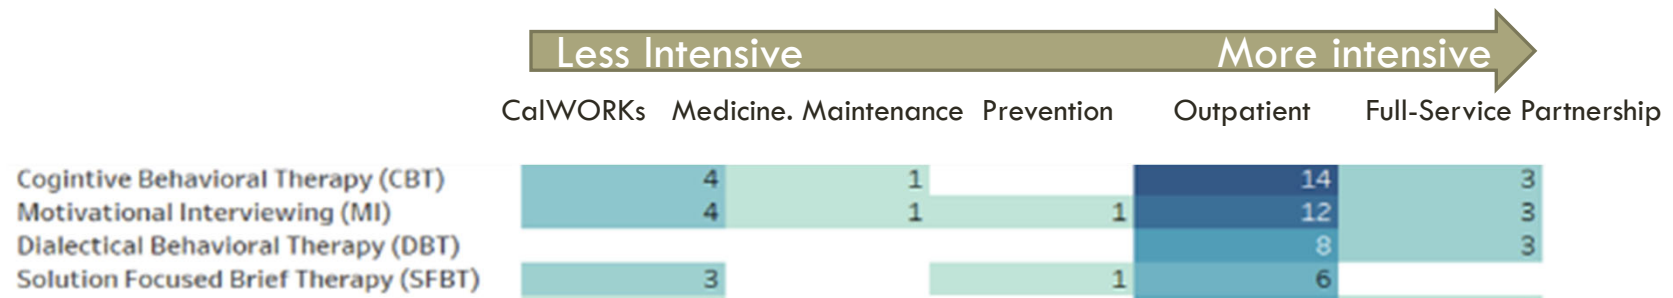 Less Intensive More intensive
CalWORKs Medicine. Maintenance Prevention Outpatient Full-Service Partnership
Cogintive Behavioral Therapy (CBT) 4 1 14 3
Motivational Interviewing (MI) 4 1 1 12 3
Dialectical Behavioral Therapy (DBT) 8 3
Solution Focused Brief Therapy (SFBT) 3 1 6